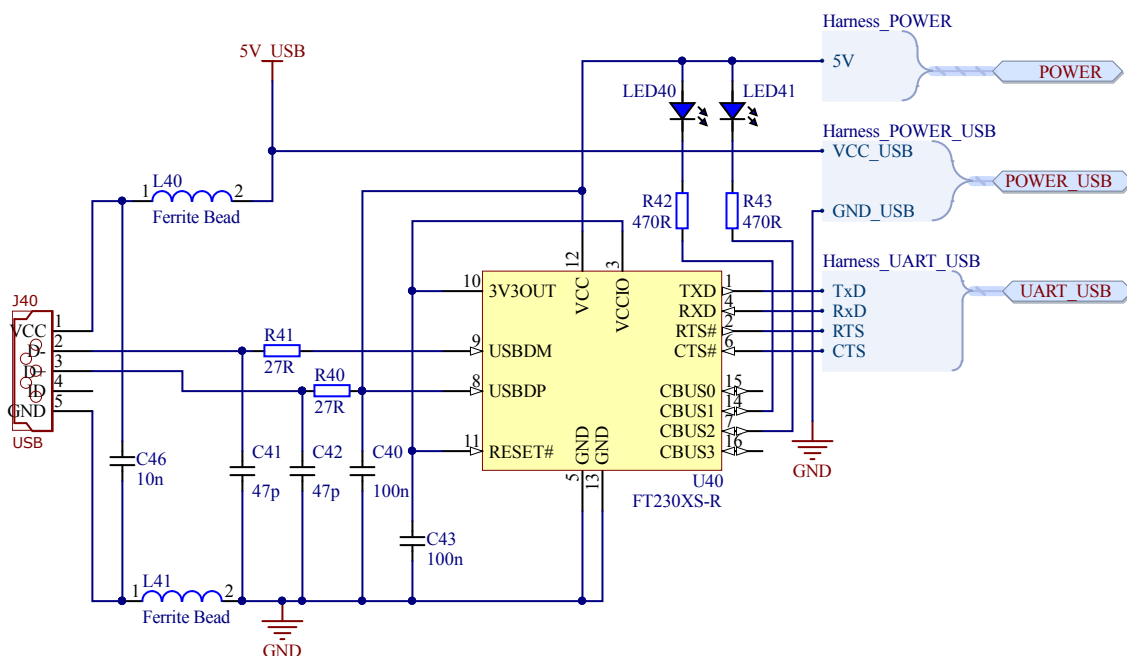 Harness_POWER
5V_USB
5V
POWER
LED40
LED41
Harness_POWER_USB
VCC_USB
POWER_USB
GND_USB
L40
1
2
Ferrite Bead
R42
470R
R43
470R
12
3
VCC
VCCIO
Harness_UART_USB
10
3V3OUT
TXD
1
TxD
UART_USB
RXD
4
RxD
RTS#
2
RTS
CTS#
6
CTS
J40
VCC
1
D-
2
D+
3
ID
4
GND
5
USB
R41
27R
9
USBDM
R40
27R
8
USBDP
CBUS0
15
CBUS1
14
CBUS2
7
CBUS3
16
11
RESET#
GND
GND
5
13
U40
FT230XS-R
GND
C46
10n
C41
47p
C42
47p
C40
100n
C43
100n
L41
1
2
Ferrite Bead
GND